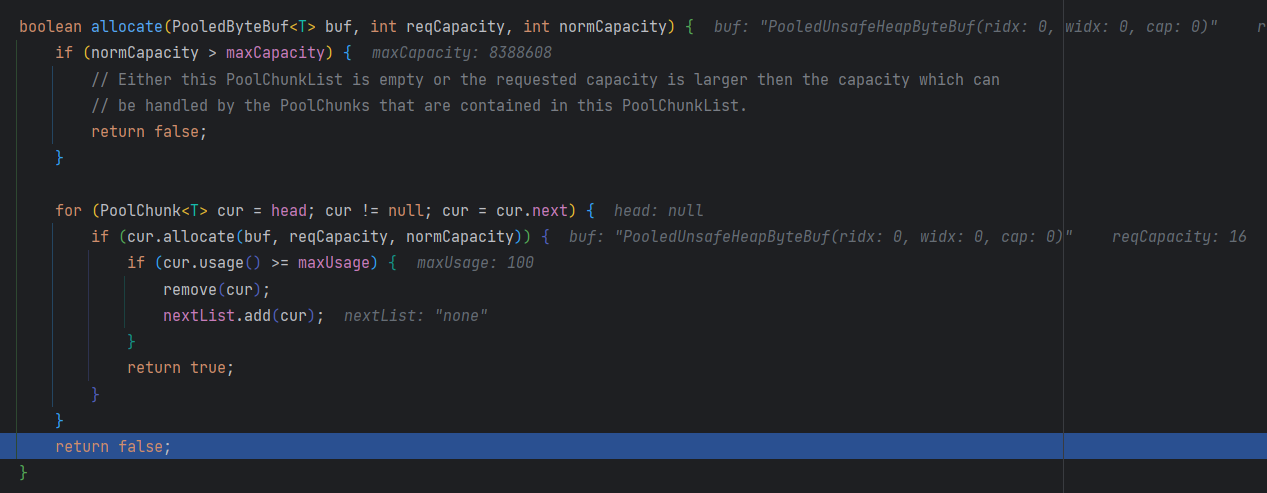 boolean allocate(PooledByteBuf<T> buf, int reqCapacity, int normCapacity) {  buf: "PooledUnsafeHeapByteBuf(ridx: 0, widx: 0, cap: 0)"    r
    if (normCapacity > maxCapacity) {  maxCapacity: 8388608
        // Either this PoolChunkList is empty or the requested capacity is larger then the capacity which can
        // be handled by the PoolChunks that are contained in this PoolChunkList.
        return false;
    }
    for (PoolChunk<T> cur = head; cur != null; cur = cur.next) {  head: null
        if (cur.allocate(buf, reqCapacity, normCapacity)) {  buf: "PooledUnsafeHeapByteBuf(ridx: 0, widx: 0, cap: 0)"    reqCapacity: 16
            if (cur.usage() >= maxUsage) {  maxUsage: 100
                remove(cur);
                nextList.add(cur);  nextList: "none"
            }
            return true;
        }
    }
    return false;
}